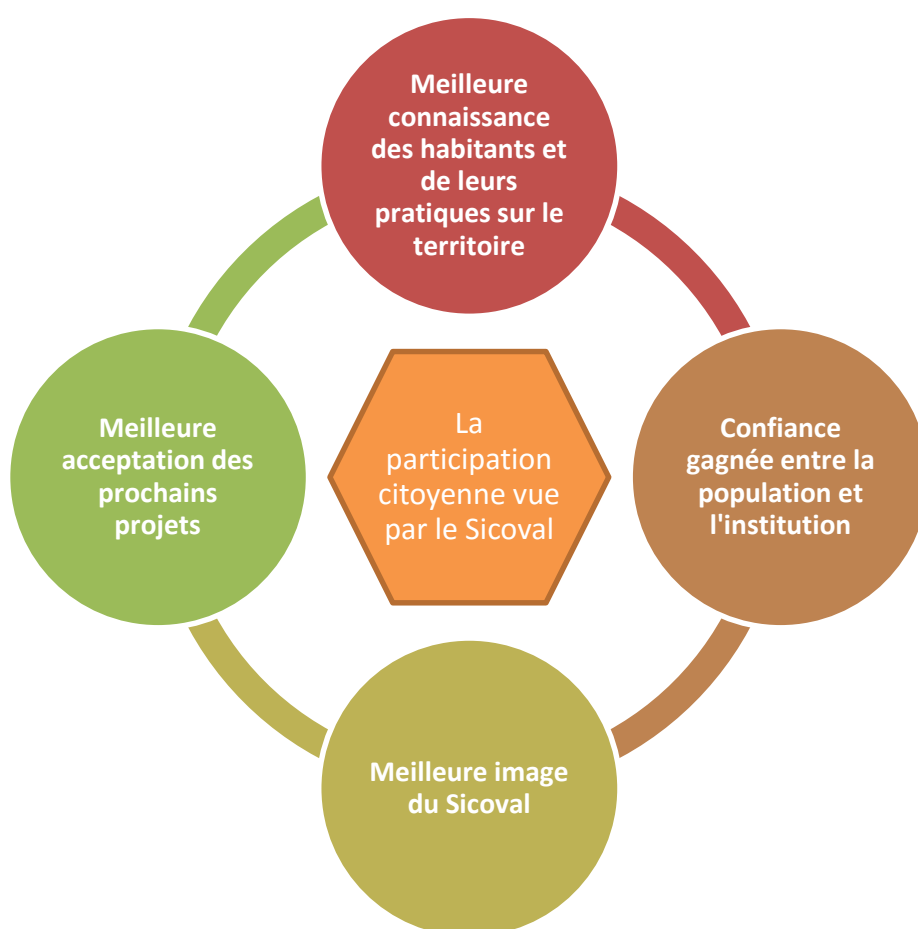 Meilleure
connaissance
des habitants et
de leurs
pratiques sur le
territoire
Meilleure
acceptation des
prochains
projets
La
participation
citoyenne vue
par le Sicoval
Confiance
gagnée entre la
population et
l'institution
Meilleure image
du Sicoval